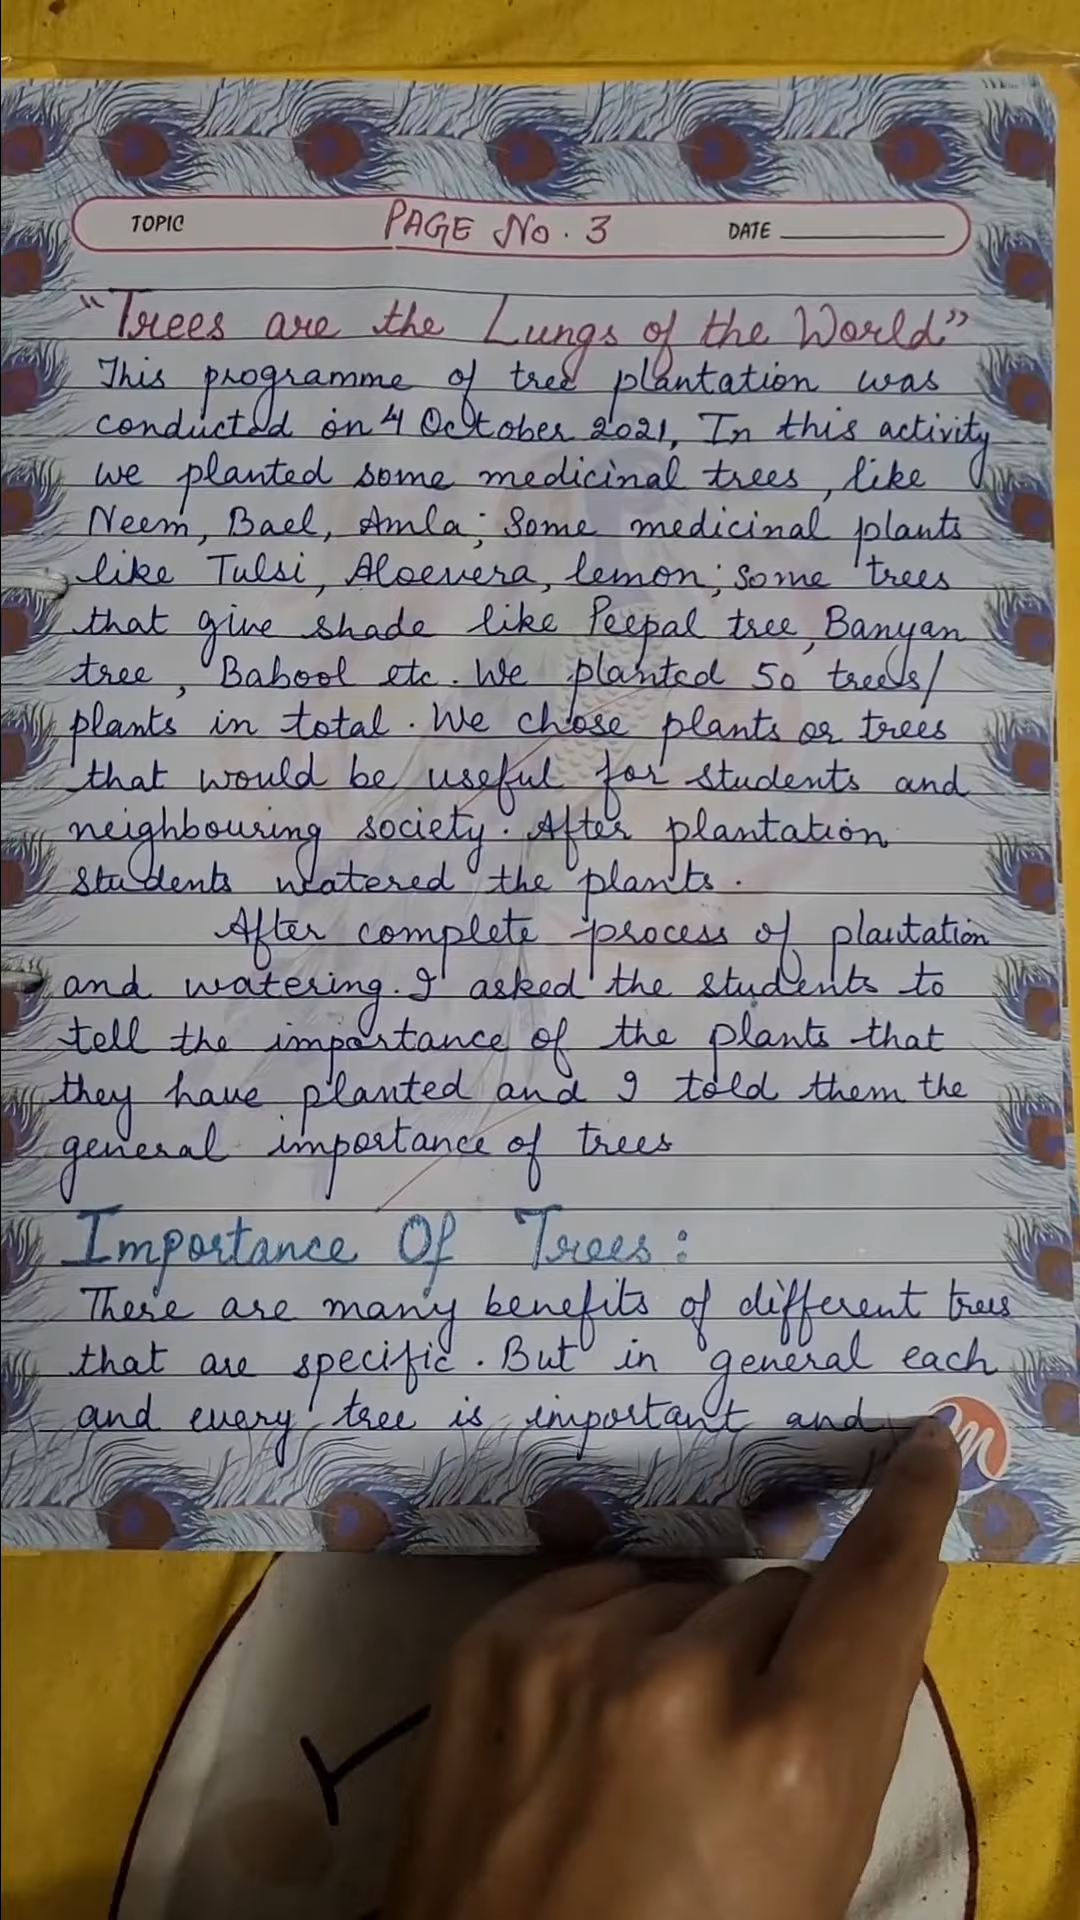 TOPIC PAGE No. 3 DATE
"Trees are the Lungs of the World"
This programme of tree plantation was
conducted on 4 October 2021, In this activity
we planted some medicinal trees, like
Neem, Bael, Amla; Some medicinal plants
like Tulsi, Aloevera, lemon; some trees
that give shade like Peepal tree, Banyan
tree, Babool etc. We planted 50 trees/
plants in total. We chose plants or trees
that would be useful for students and
neighbouring society. After plantation
students watered the plants.
After complete process of plantation
and watering. I asked the students to
tell the importance of the plants that
they have planted and I told them the
general importance of trees
Importance Of Trees:
There are many benefits of different trees
that are specific. But in general each
and every tree is important and
m